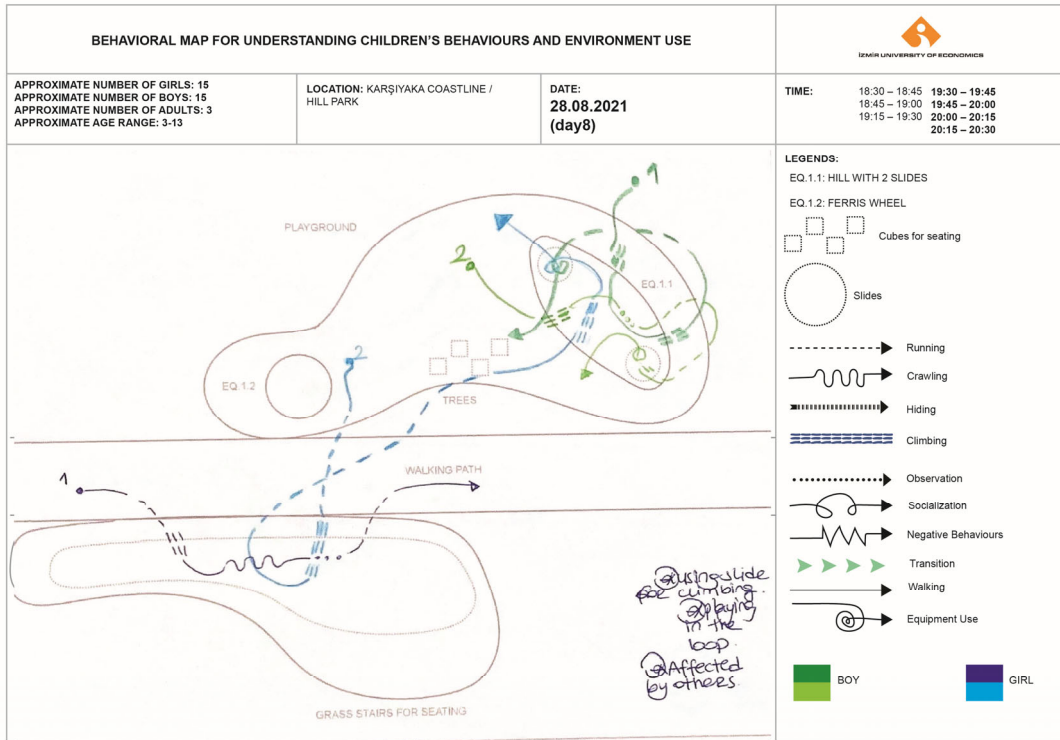 BEHAVIORAL MAP FOR UNDERSTANDING CHILDREN'S BEHAVIOURS AND ENVIRONMENT USE
İZMİR UNIVERSITY OF ECONOMICS
APPROXIMATE NUMBER OF GIRLS: 15
APPROXIMATE NUMBER OF BOYS: 15
APPROXIMATE NUMBER OF ADULTS: 3
APPROXIMATE AGE RANGE: 3-13
LOCATION: KARŞIYAKA COASTLINE /
HILL PARK
DATE:
28.08.2021
(day8)
TIME:
18:30 – 18:45 19:30 – 19:45
18:45 – 19:00 19:45 – 20:00
19:15 – 19:30 20:00 – 20:15
20:15 – 20:30
PLAYGROUND
1
2
EQ.1.1
2
EQ.1.2
TREES
WALKING PATH
1
using slide
for climbing.
playing
in the
loop
Affected
by others.
GRASS STAIRS FOR SEATING
LEGENDS:
EQ.1.1: HILL WITH 2 SLIDES
EQ.1.2: FERRIS WHEEL
Cubes for seating
Slides
Running
Crawling
Hiding
Climbing
Observation
Socialization
Negative Behaviours
Transition
Walking
Equipment Use
BOY
GIRL